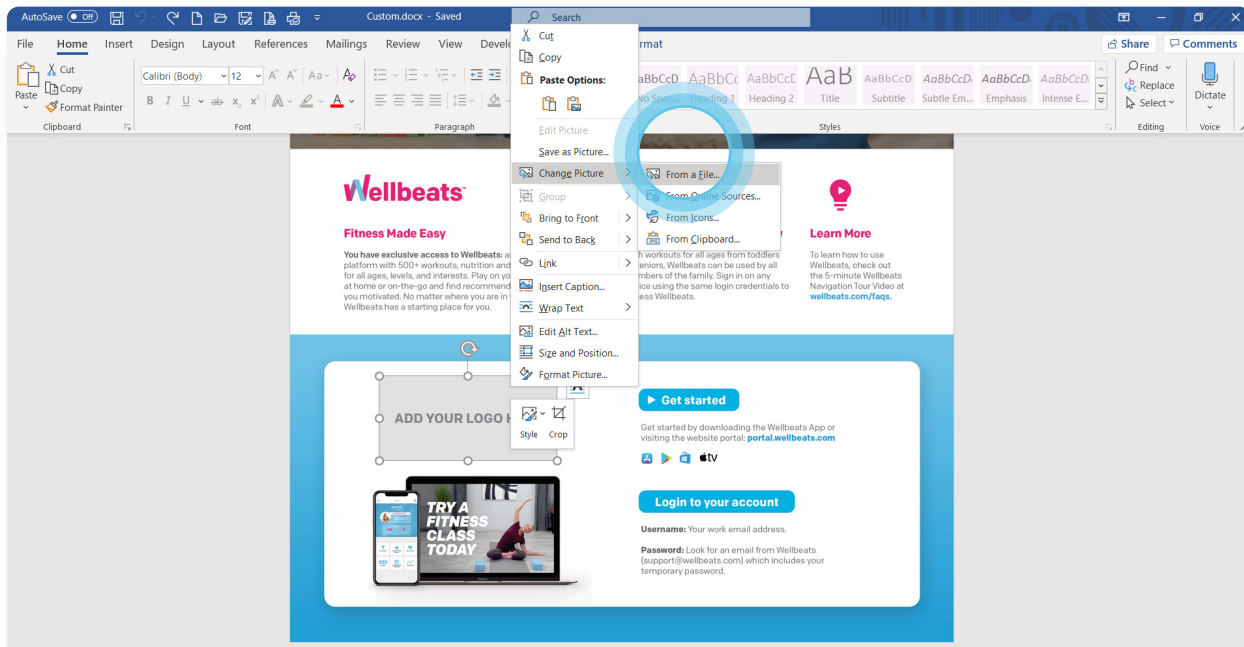 AutoSave Off Custom.docx - Saved Search
File Home Insert Design Layout References Mailings Review View Share Comments
Paste
Cut
Copy
Format Painter
Calibri (Body) 12
B I U ab x₂ x² A A
Aa
AaBbCc AaBbCcC AaB AaBbCcD AaBbCcD AaBbCcD AaBbCcD
Heading 1 Heading 2 Title Subtitle Subtle Em... Emphasis Intense E...
Find
Replace
Select
Dictate
Clipboard Font Paragraph Styles Editing Voice
Cut
Copy
Paste Options:
Edit Picture
Save as Picture...
Change Picture
Group
Bring to Front
Send to Back
Link
Insert Caption...
Wrap Text
Edit Alt Text...
Size and Position...
Format Picture...
From a File...
From Online Sources...
From Icons...
From Clipboard...
Style Crop
Wellbeats
Fitness Made Easy
You have exclusive access to Wellbeats:
platform with 500+ workouts, nutrition and
for all ages, levels, and interests. Play on
at home or on-the-go and find
you motivated. No matter where you are in
Wellbeats has a starting place for you.
workouts for all ages from toddlers
Wellbeats can be used by all
of the family. Sign in on any
using the same login credentials to
Wellbeats.
Learn More
To learn how to use
Wellbeats, check out
the 5-minute Wellbeats
Navigation Tour Video at
wellbeats.com/faqs.
ADD YOUR LOGO
TRY A
FITNESS
CLASS
TODAY
Get started
Get started by downloading the Wellbeats App or
visiting the website portal: portal.wellbeats.com
tv
Login to your account
Username: Your work email address.
Password: Look for an email from Wellbeats
(support@wellbeats.com) which includes your
temporary password.